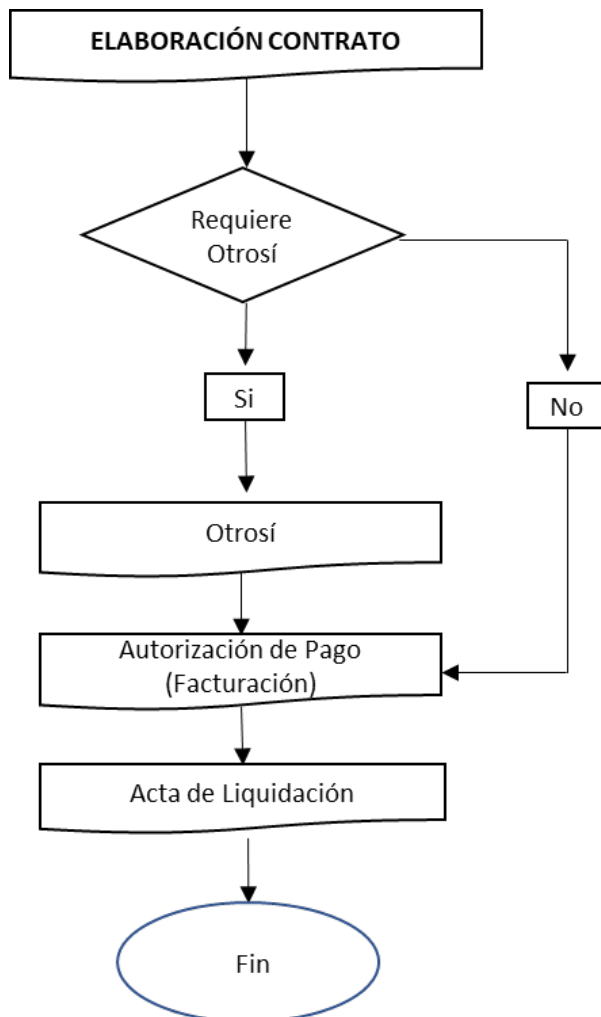 ELABORACIÓN CONTRATO
Requiere
Otrosí
Si
No
Otrosí
Autorización de Pago
(Facturación)
Acta de Liquidación
Fin